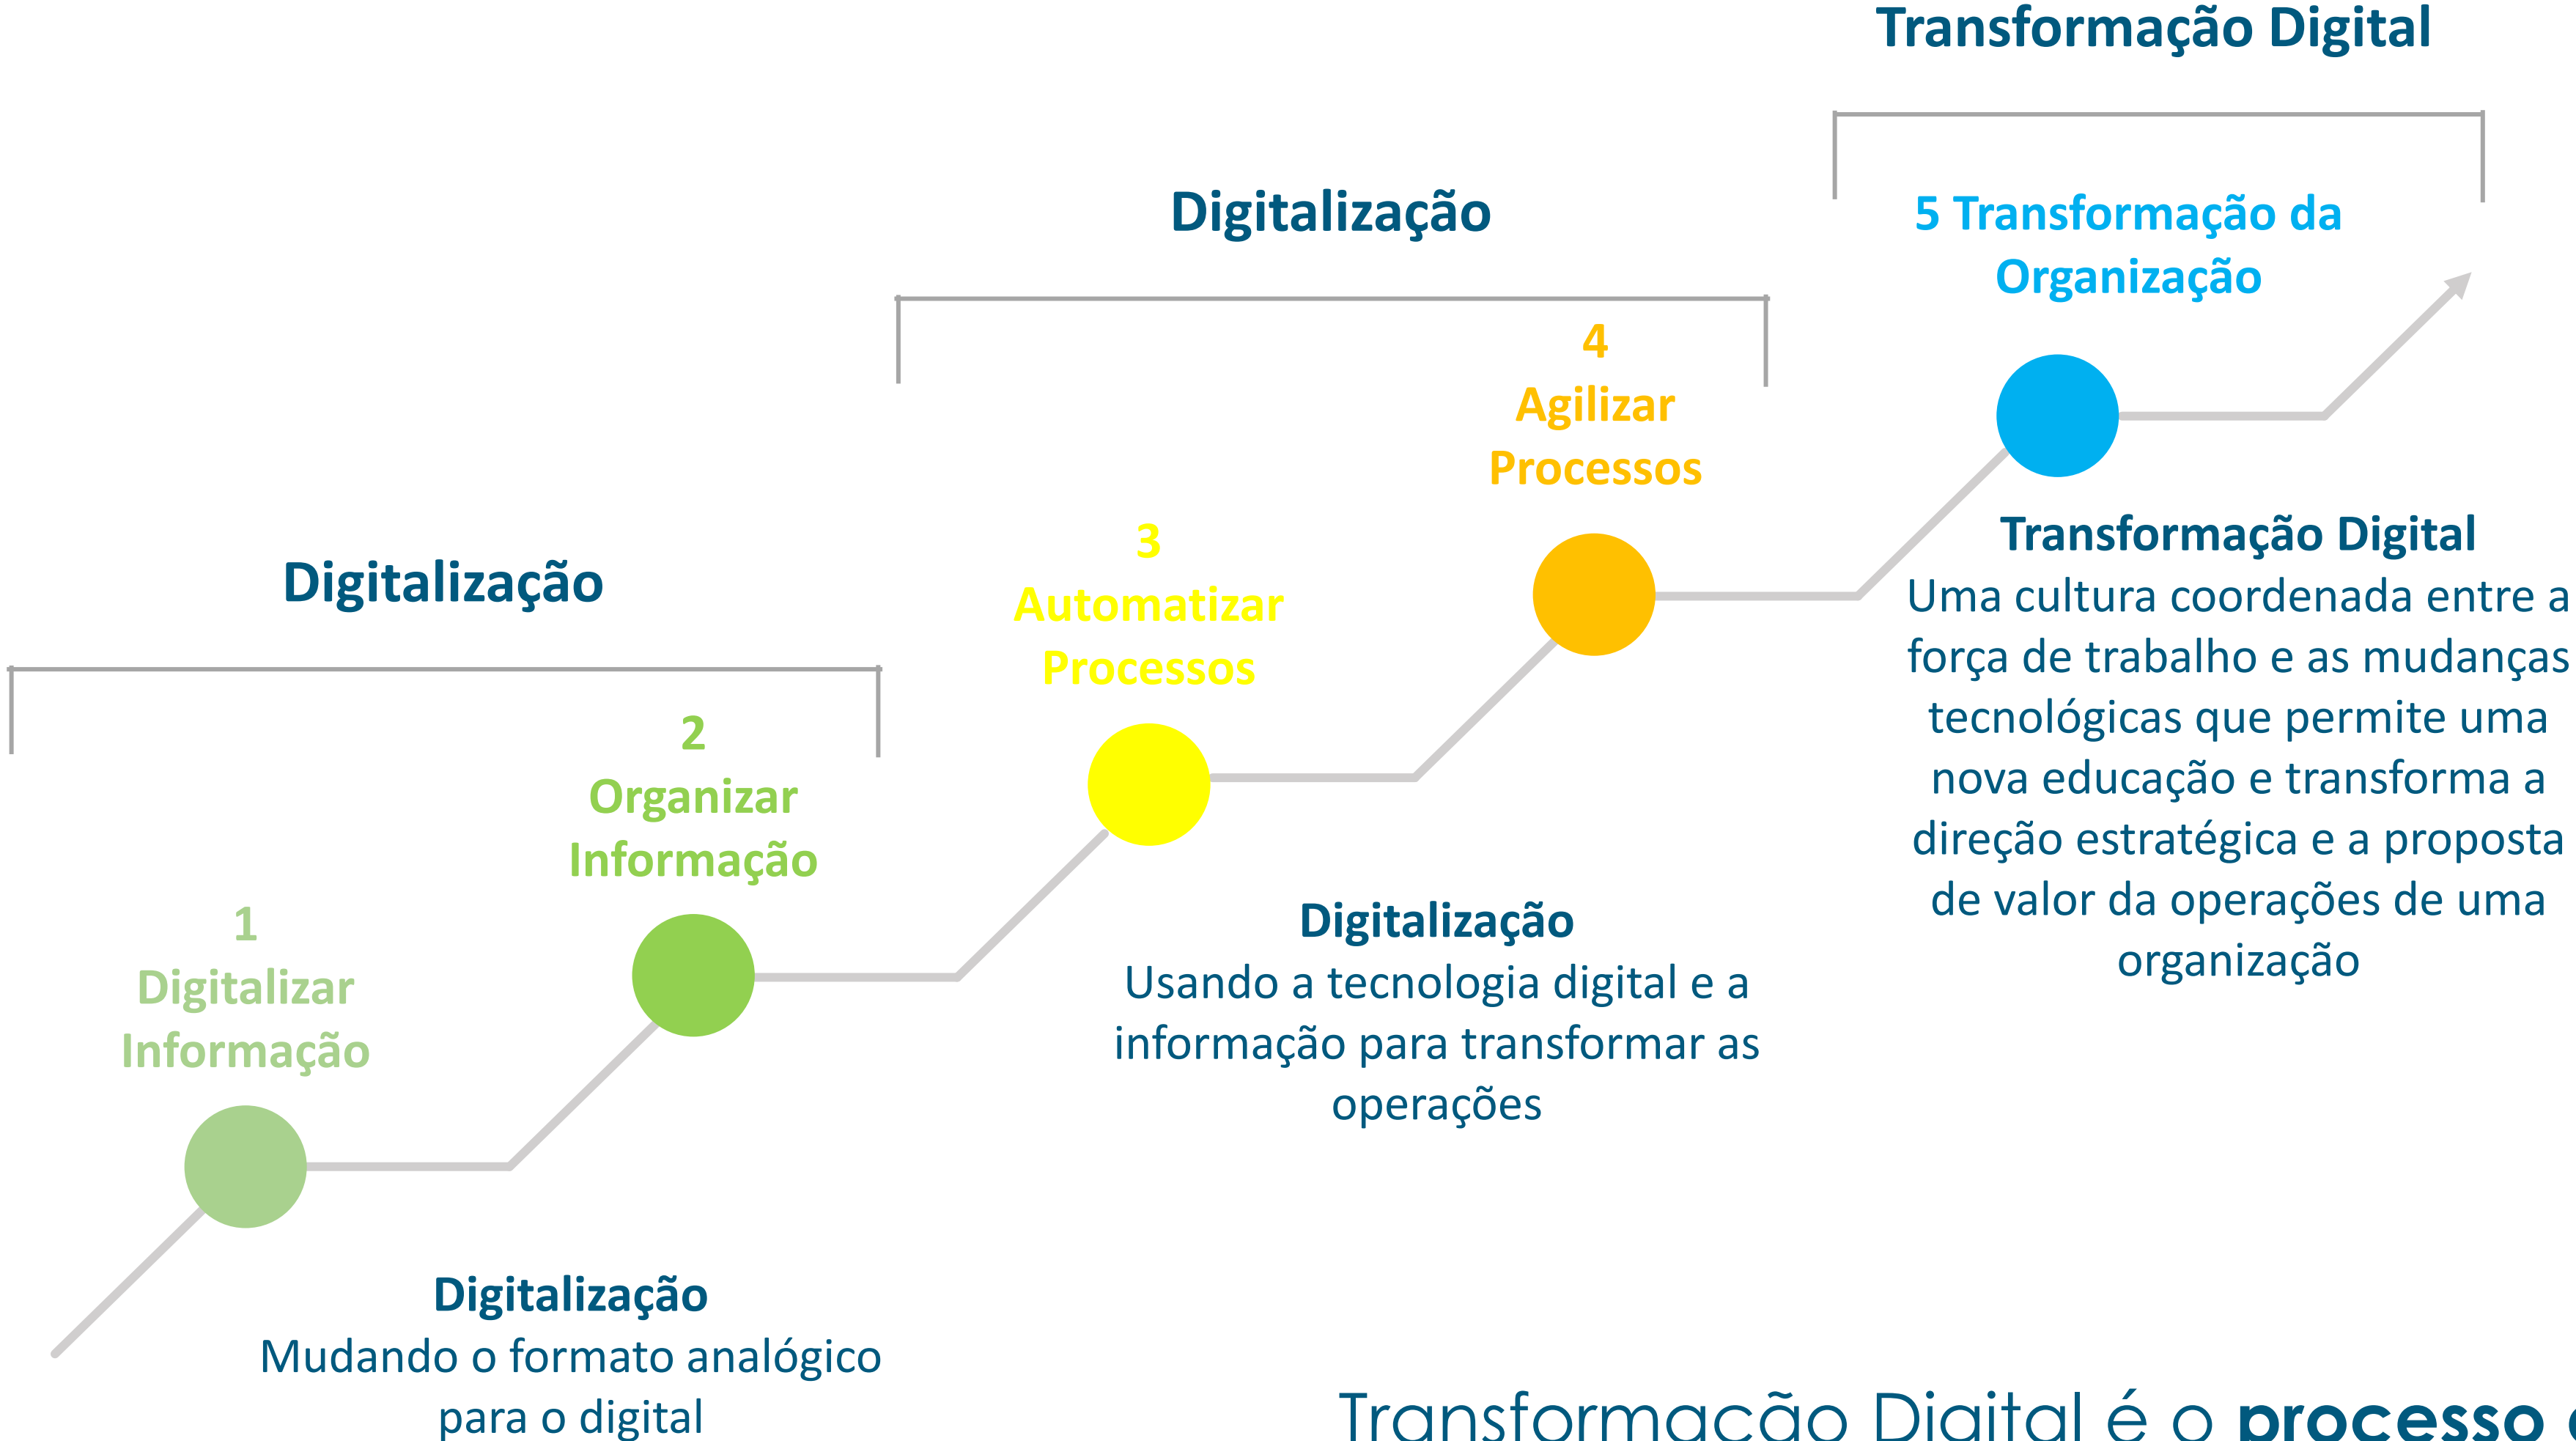 Transformação Digital
Digitalização
5 Transformação da
Organização
4
Agilizar
Processos
3
Automatizar
Processos
Digitalização
2
Organizar
Informação
1
Digitalizar
Informação
Transformação Digital
Uma cultura coordenada entre a
força de trabalho e as mudanças
tecnológicas que permite uma
nova educação e transforma a
direção estratégica e a proposta
de valor da operações de uma
organização
Digitalização
Usando a tecnologia digital e a
informação para transformar as
operações
Digitalização
Mudando o formato analógico
para o digital
Transformação Digital é o processo